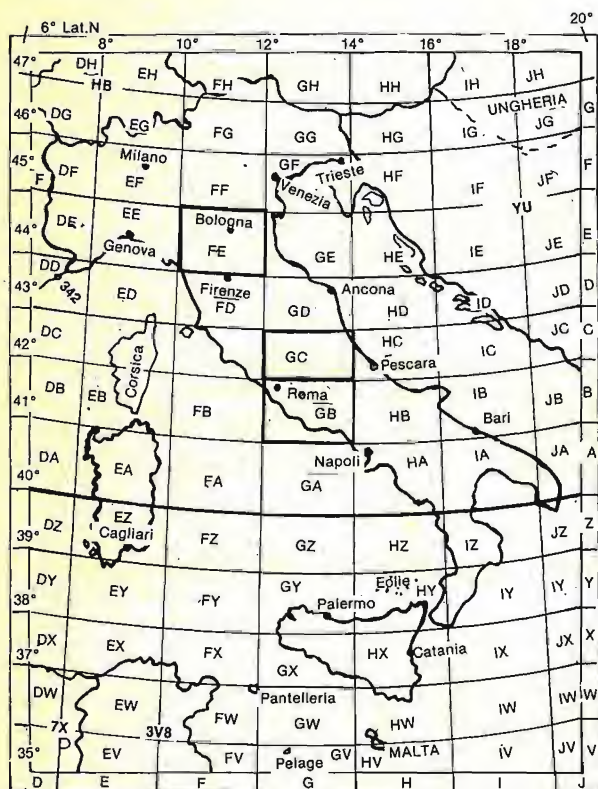 6° Lat.N 8° 10° 12° 14° 16° 18° 20°
47° DH HB EH FH GH HH IH JH G
UNGHERIA
46° DG EG FG GG HG IG JG
Milano Trieste
45° F DF EF FF GF Venezia HF IF JF F
YU
DE EE Bologna
44° Genova FE GE HE IE JE E
DD 342 Firenze Ancona
43° ED FD GD HD ID JD D
DC GC HC IC JC C
42° Corsica Pescara
DB EB Roma IB JB B
41° FB GB HB Bari
DA Napoli HA IA JA A
40° EA EA GA
DZ EZ FZ GZ HZ IZ JZ Z
39° Cagliari
DY EY FY GY Eolie HY IY IY Y
38° Palermo
DX EX FX HX Catania IX JX X
37° GX
DW EW Pantelleria
FW GW HW IW IW W
7X P 3V8 MALTA
35° EV FV Pelage GV HV IV JV V
D E F G H I J